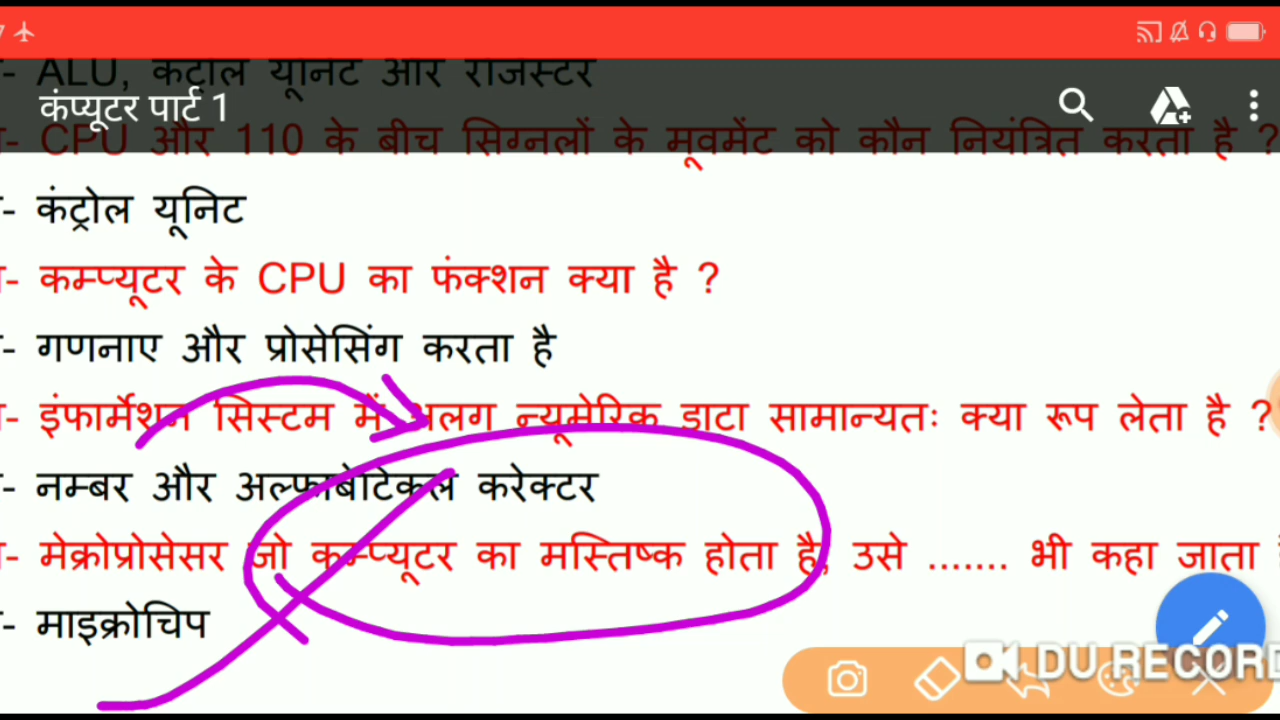 - ALU, कंट्रोल यूनिट और रजिस्टर
कंप्यूटर पार्ट 1
- CPU और 110 के बीच सिग्नलों के मूवमेंट को कौन नियंत्रित करता है ?
- कंट्रोल यूनिट
- कम्प्यूटर के CPU का फंक्शन क्या है ?
- गणनाए और प्रोसेसिंग करता है
- इंफार्मेशन सिस्टम में अलग न्यूमेरिक डाटा सामान्यतः क्या रूप लेता है ?
- नम्बर और अल्फाबेटिकल करेक्टर
- मेक्रोप्रोसेसर जो कम्प्यूटर का मस्तिष्क होता है, उसे ....... भी कहा जाता
- माइक्रोचिप
DU RECORD